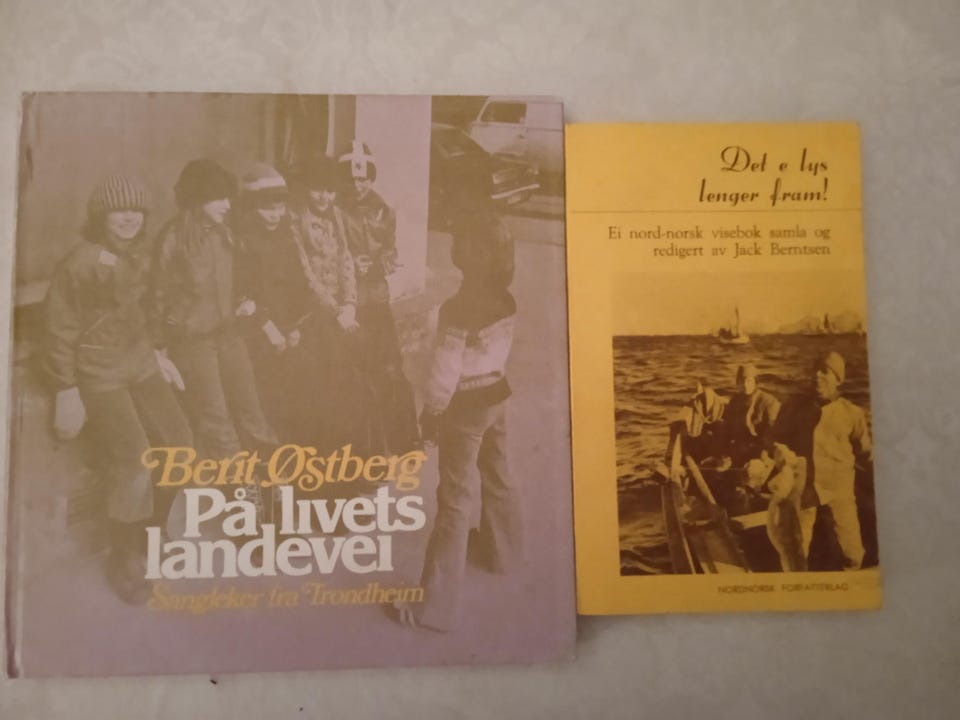 Berit Østberg
På livets
landevei
Sangleker fra Trondheim
Det e lys
lenger fram!
Ei nord-norsk visebok samla og
redigert av Jack Berntsen
NORDNORSK FORFATTERLAG